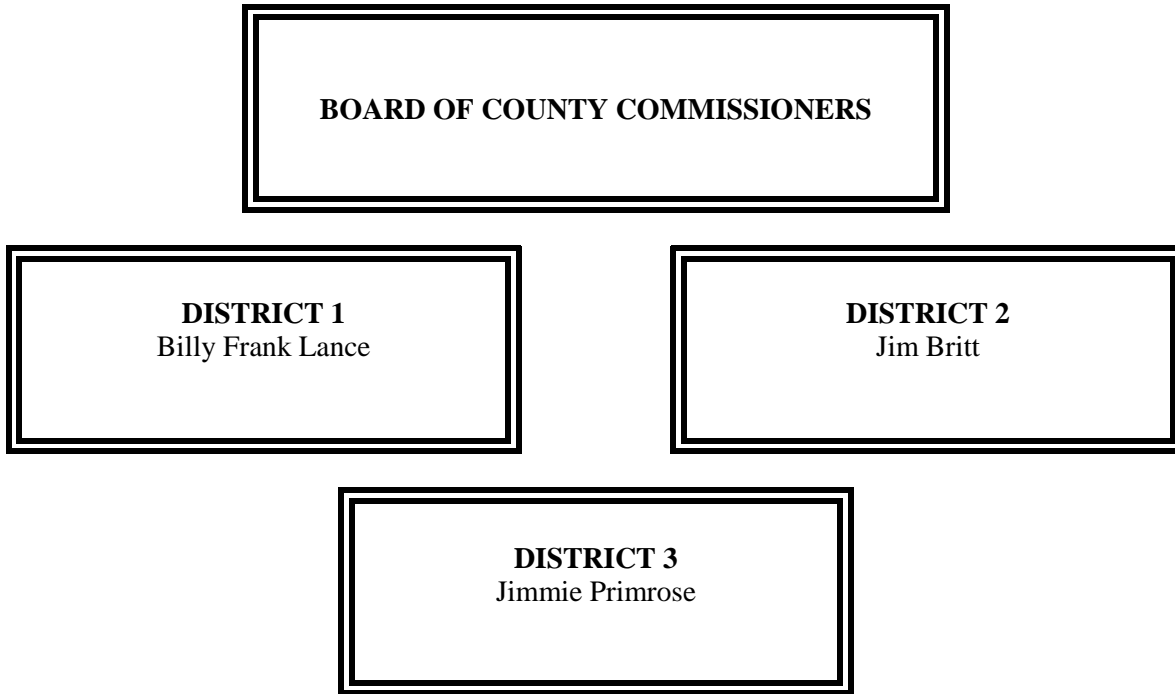 BOARD OF COUNTY COMMISSIONERS
DISTRICT 1
Billy Frank Lance
DISTRICT 2
Jim Britt
DISTRICT 3
Jimmie Primrose